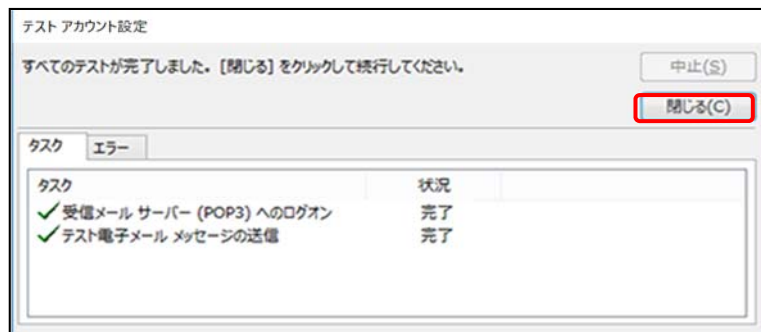 テスト アカウント設定
すべてのテストが完了しました。[閉じる] をクリックして続行してください。
中止(S)
閉じる(C)
タスク エラー
タスク 状況
受信メール サーバー (POP3) へのログオン 完了
テスト電子メール メッセージの送信 完了